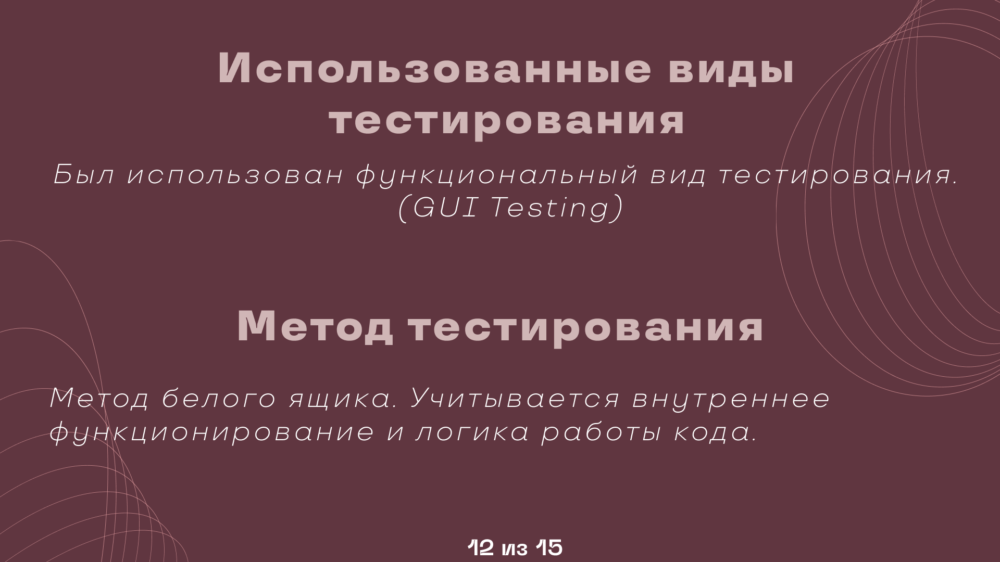 Использованные виды
тестирования
Был использован функциональный вид тестирования.
(GUI Testing)
Метод тестирования
Метод белого ящика. Учитывается внутреннее
функционирование и логика работы кода.
12 из 15